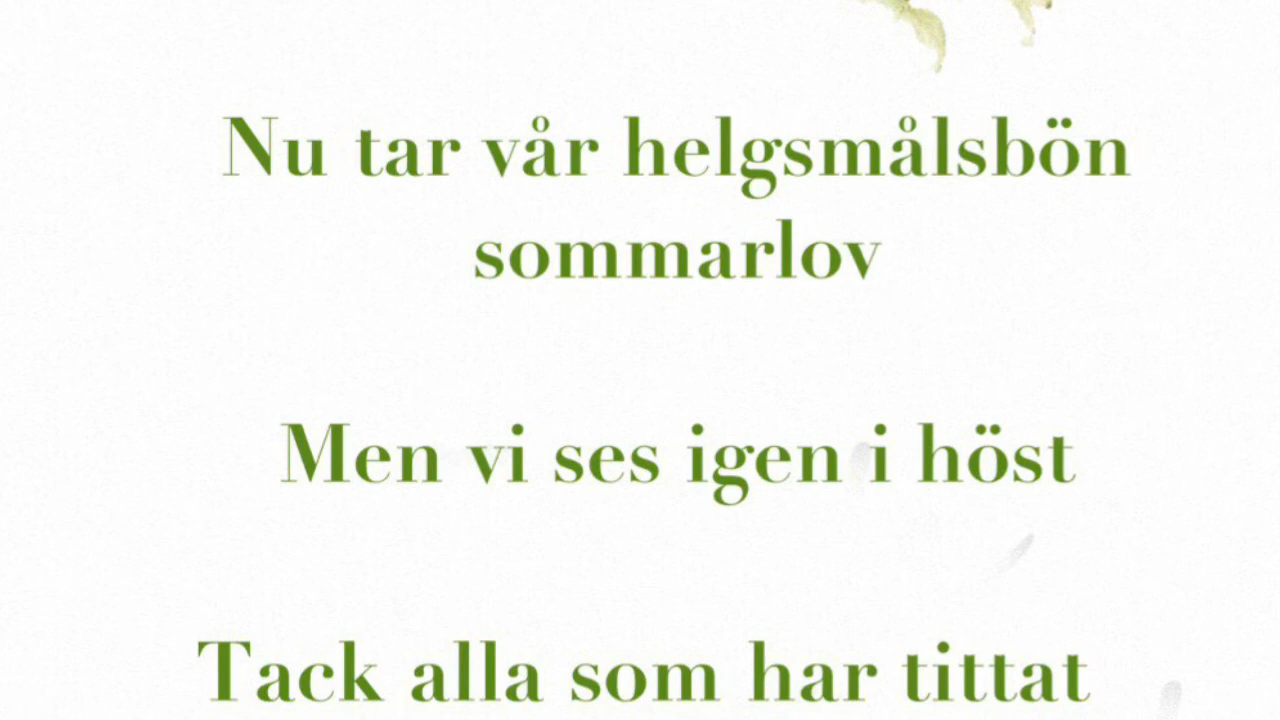 Nu tar vår helgsmålsbön
sommarlov
Men vi ses igen i höst
Tack alla som har tittat